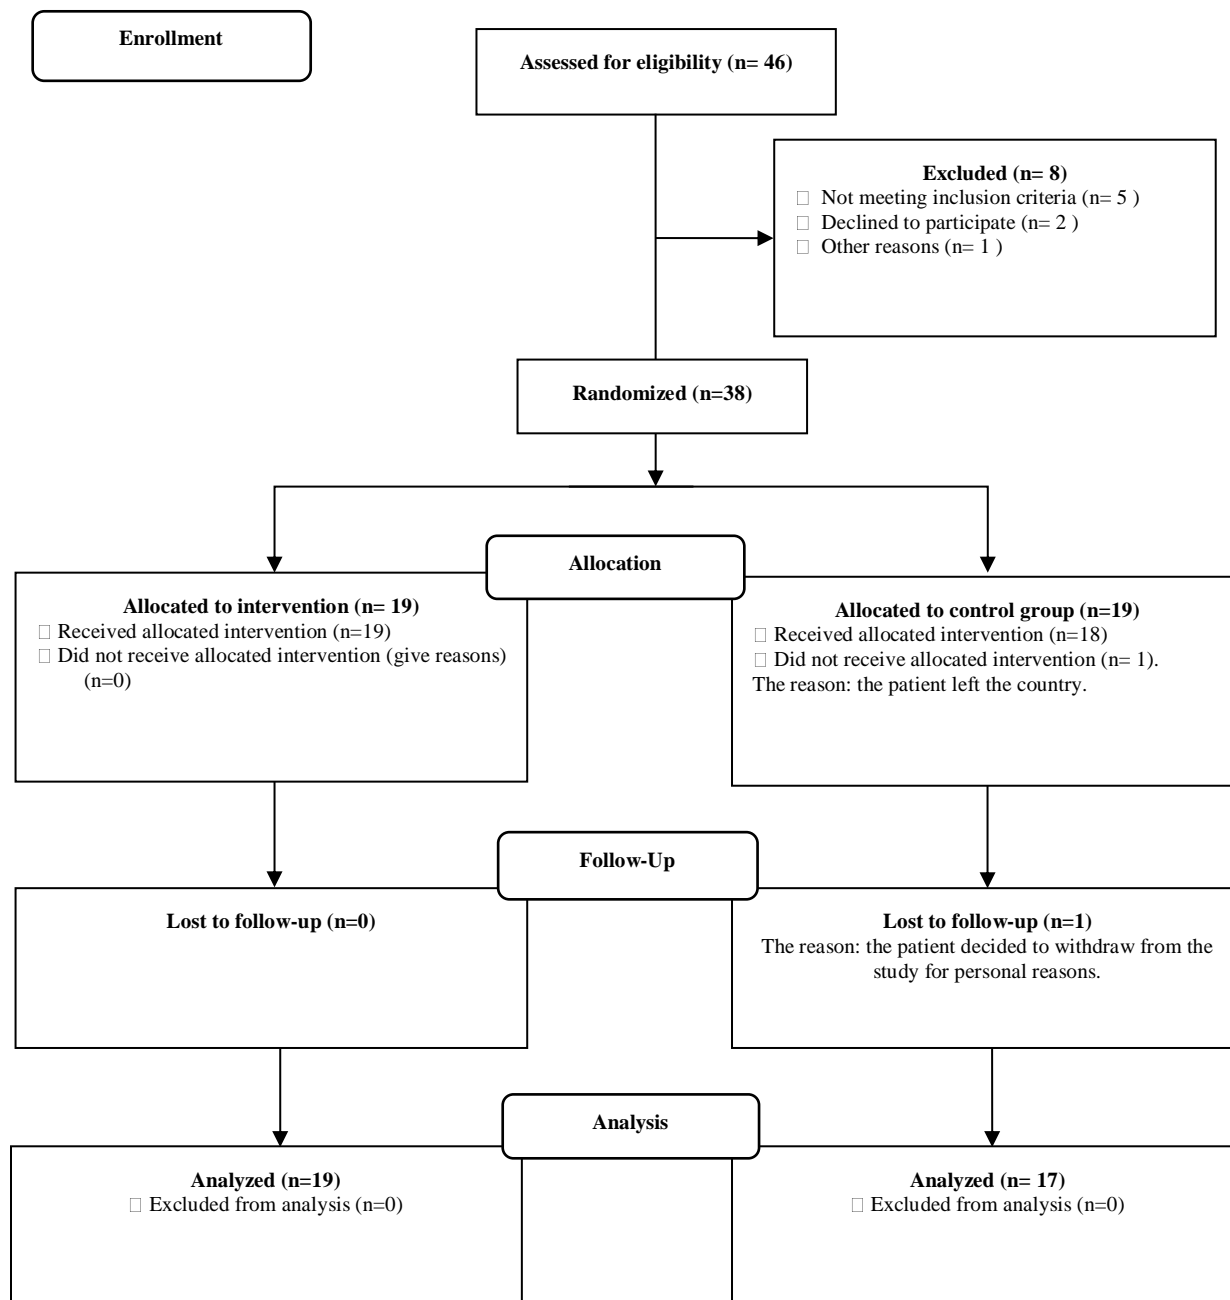 Enrollment
Assessed for eligibility (n= 46)
Excluded (n= 8)
□ Not meeting inclusion criteria (n= 5 )
□ Declined to participate (n= 2 )
□ Other reasons (n= 1 )
Randomized (n=38)
Allocation
Allocated to intervention (n= 19)
□ Received allocated intervention (n=19)
□ Did not receive allocated intervention (give reasons)
(n=0)
Allocated to control group (n=19)
□ Received allocated intervention (n=18)
□ Did not receive allocated intervention (n= 1).
The reason: the patient left the country.
Follow-Up
Lost to follow-up (n=0)
Lost to follow-up (n=1)
The reason: the patient decided to withdraw from the
study for personal reasons.
Analysis
Analyzed (n=19)
□ Excluded from analysis (n=0)
Analyzed (n= 17)
□ Excluded from analysis (n=0)